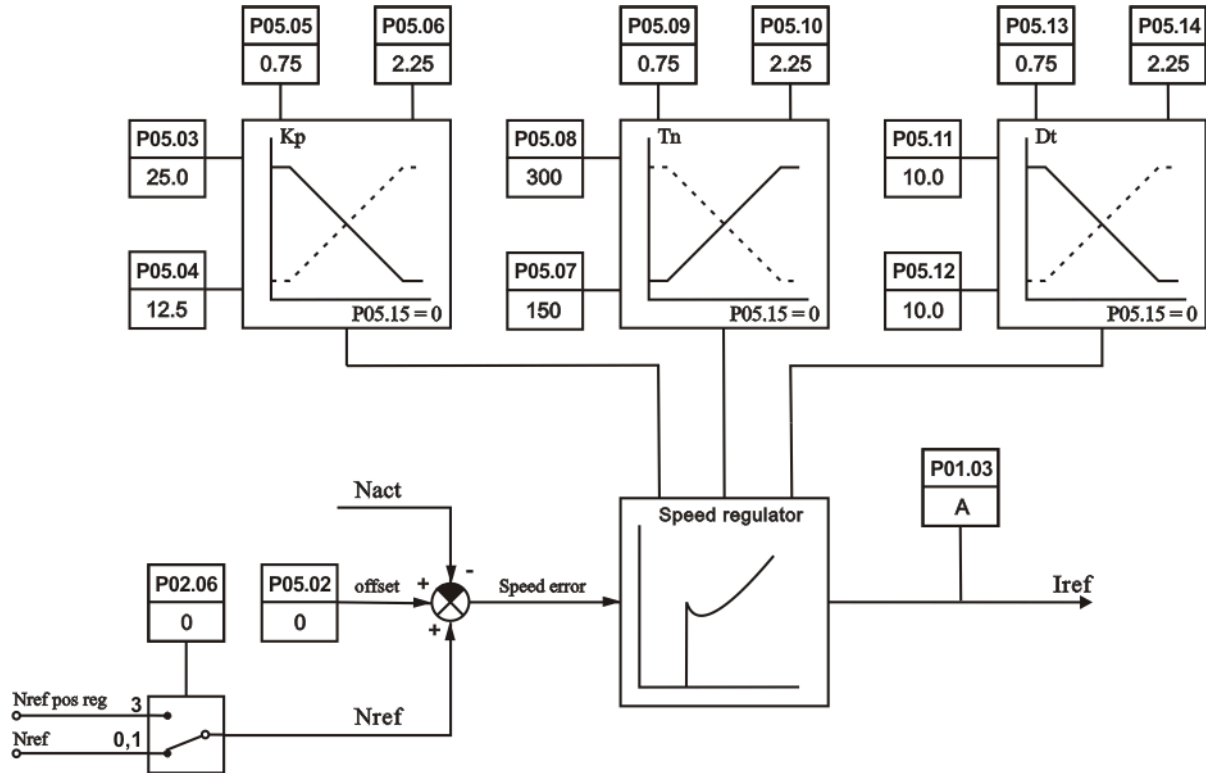 P05.05 P05.06 P05.09 P05.10 P05.13 P05.14
0.75 2.25 0.75 2.25 0.75 2.25
P05.03 Kp P05.08 Tn P05.11 Dt
25.0 300 10.0
P05.04 P05.07 P05.12
12.5 150 10.0
P05.15 = 0 P05.15 = 0 P05.15 = 0
P01.03
A
Nact
Speed regulator
-
P02.06 P05.02 offset + Speed error Iref
0 0
+
Nref pos reg 3
Nref 0,1 Nref